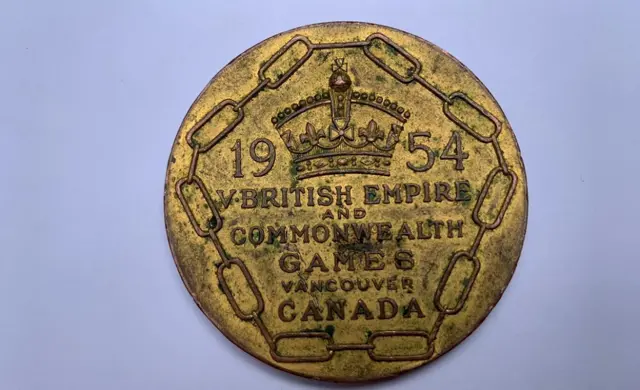 1954
V·BRITISH EMPIRE
AND
COMMONWEALTH
GAMES
VANCOUVER
CANADA